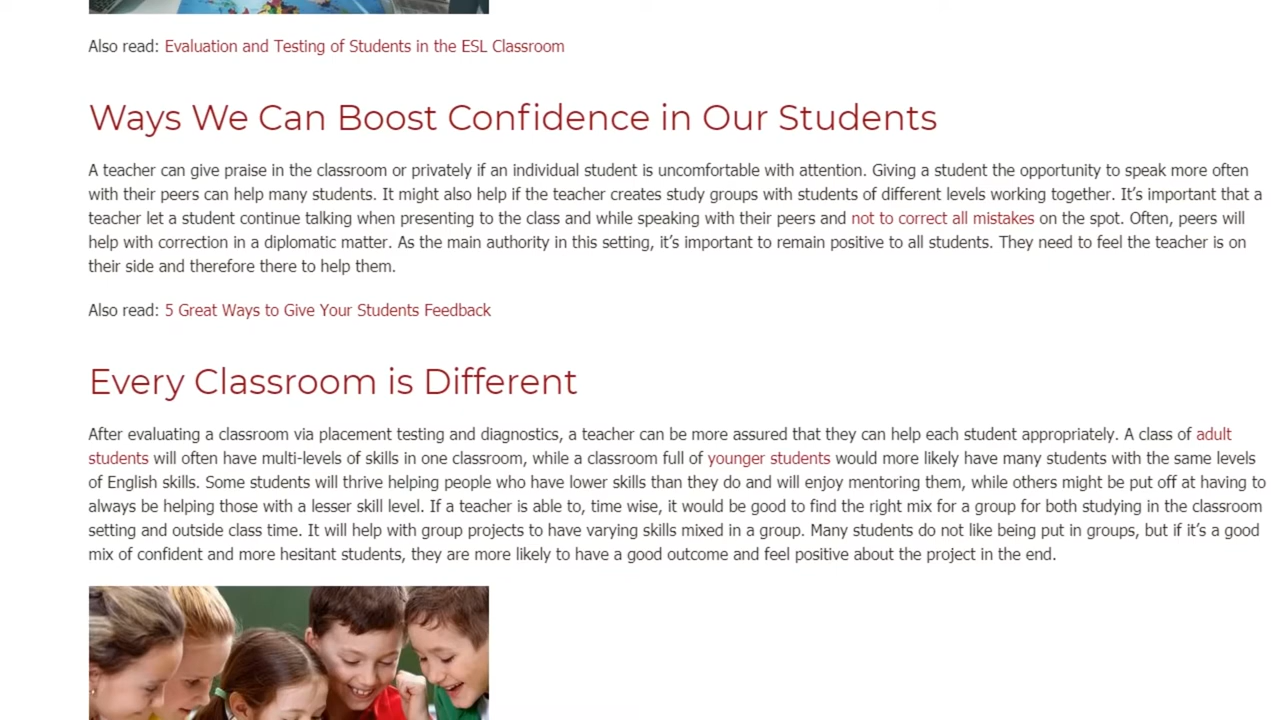 Also read: Evaluation and Testing of Students in the ESL Classroom
Ways We Can Boost Confidence in Our Students
A teacher can give praise in the classroom or privately if an individual student is uncomfortable with attention. Giving a student the opportunity to speak more often
with their peers can help many students. It might also help if the teacher creates study groups with students of different levels working together. It’s important that a
teacher let a student continue talking when presenting to the class and while speaking with their peers and not to correct all mistakes on the spot. Often, peers will
help with correction in a diplomatic matter. As the main authority in this setting, it’s important to remain positive to all students. They need to feel the teacher is on
their side and therefore there to help them.
Also read: 5 Great Ways to Give Your Students Feedback
Every Classroom is Different
After evaluating a classroom via placement testing and diagnostics, a teacher can be more assured that they can help each student appropriately. A class of adult
students will often have multi-levels of skills in one classroom, while a classroom full of younger students would more likely have many students with the same levels
of English skills. Some students will thrive helping people who have lower skills than they do and will enjoy mentoring them, while others might be put off at having to
always be helping those with a lesser skill level. If a teacher is able to, time wise, it would be good to find the right mix for a group for both studying in the classroom
setting and outside class time. It will help with group projects to have varying skills mixed in a group. Many students do not like being put in groups, but if it’s a good
mix of confident and more hesitant students, they are more likely to have a good outcome and feel positive about the project in the end.